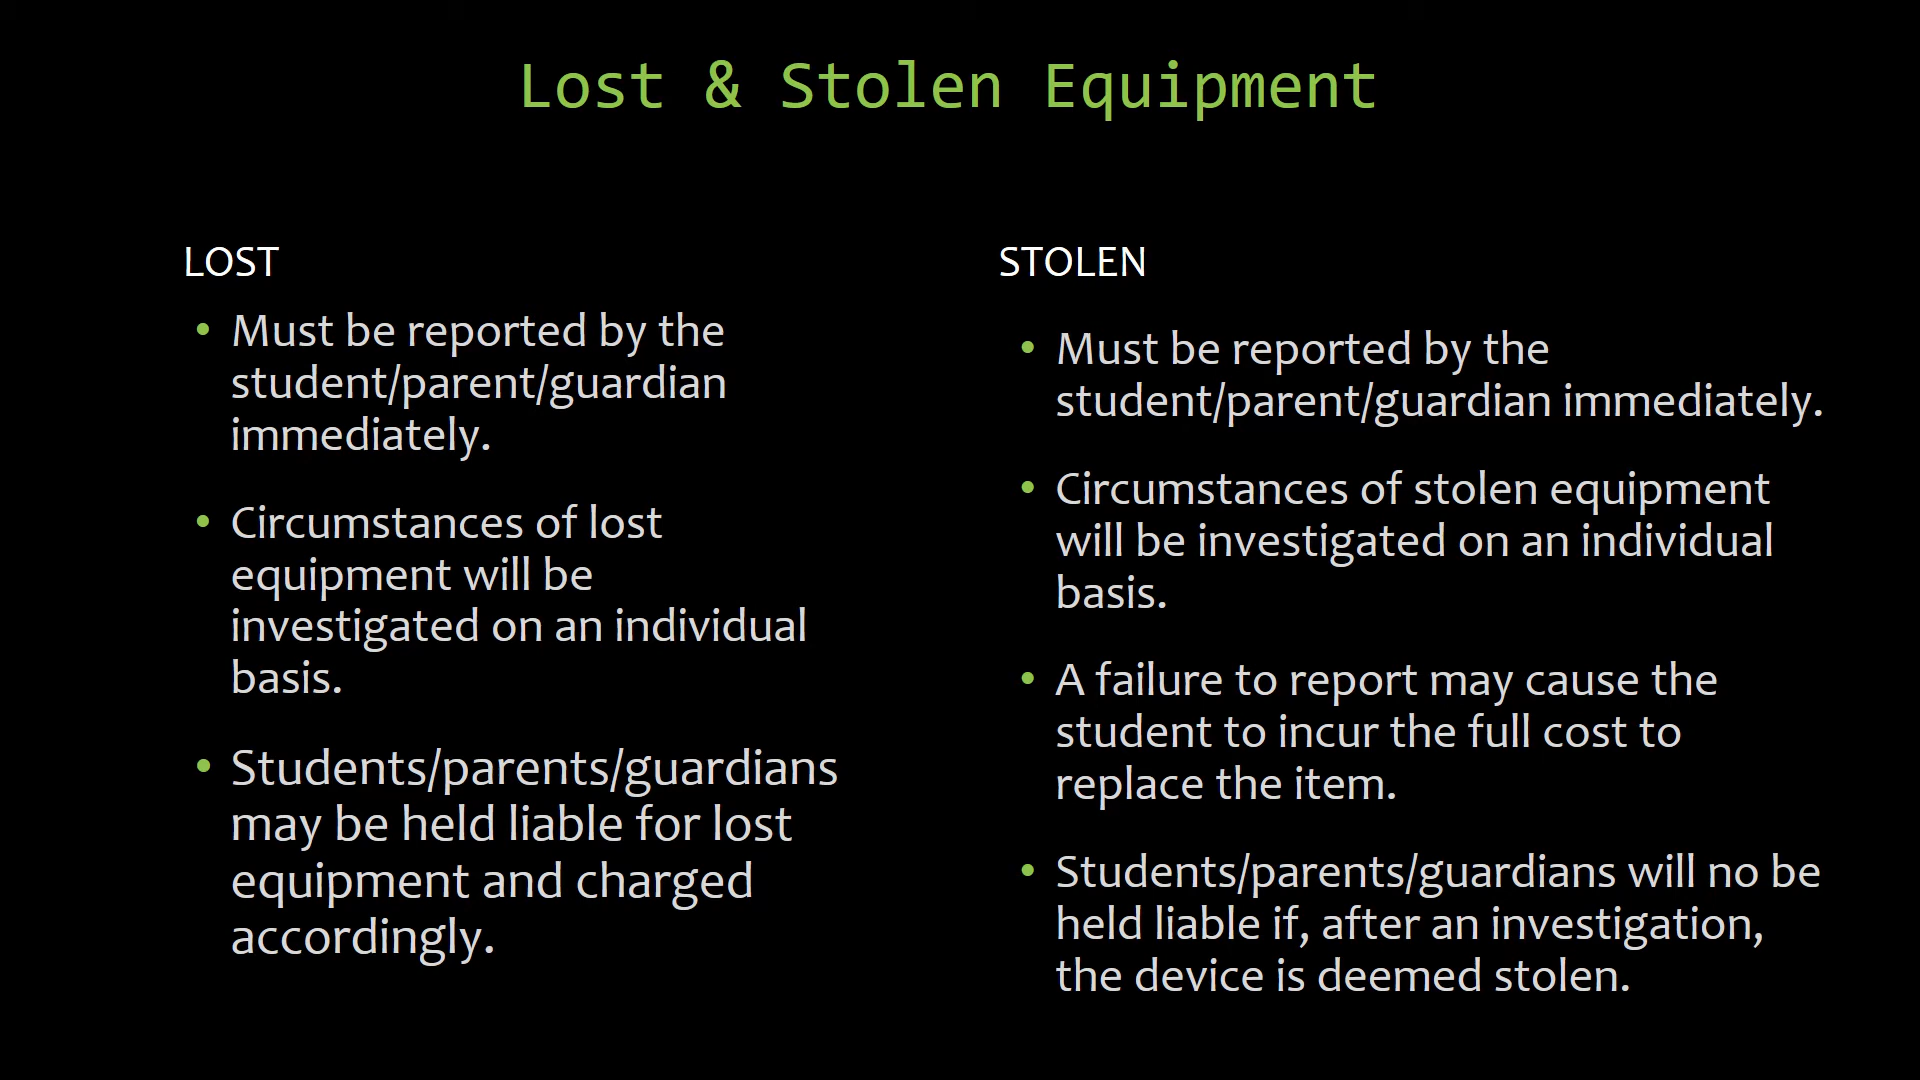 Lost & Stolen Equipment
LOST
• Must be reported by the
student/parent/guardian
immediately.
• Circumstances of lost
equipment will be
investigated on an individual
basis.
• Students/parents/guardians
may be held liable for lost
equipment and charged
accordingly.
STOLEN
• Must be reported by the
student/parent/guardian immediately.
• Circumstances of stolen equipment
will be investigated on an individual
basis.
• A failure to report may cause the
student to incur the full cost to
replace the item.
• Students/parents/guardians will no be
held liable if, after an investigation,
the device is deemed stolen.